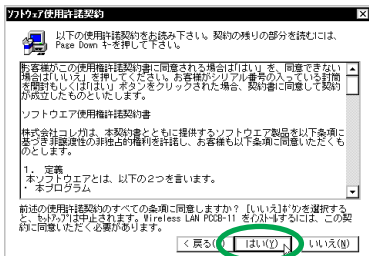 ソフトウェア使用許諾契約
以下の使用許諾契約をお読み下さい。契約の残りの部分を読むには、
Page Down キーを押して下さい。
お客様がこの使用権許諾契約書に同意される場合は「はい」を、同意できない
場合は「いいえ」を押してください。お客様がシリアル番号の入っている封筒
を開封もしくは「はい」ボタンをクリックされた場合、契約書に同意して契約
が成立したものといたします。
ソフトウエア使用権許諾契約書
株式会社コレガは、本契約書とともに提供するソフトウエア製品を以下条項に
基づき非譲渡性の非独占的権利を許諾し、お客様も以下条項に同意いただくも
のとします。
1. 定義
本ソフトウエアとは、以下の2つを言います。
・ 本プログラム
前述の使用許諾契約のすべての条項に同意しますか？ [いいえ]ボタンを選択する
と、セットアップは中止されます。Wireless LAN PCCB-11 をインストールするには、この契
約に同意いただく必要があります。
< 戻る(B) はい(Y) いいえ(N)